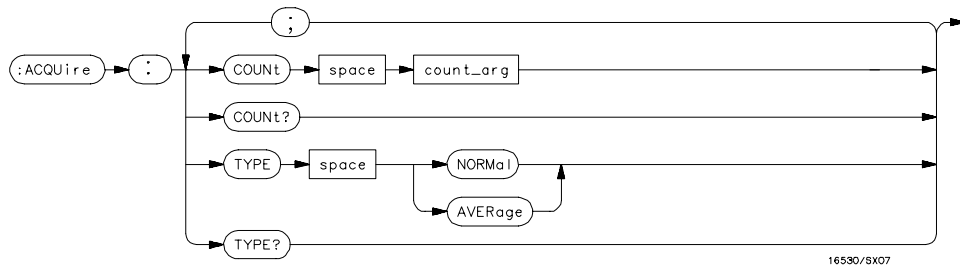 ;
:ACQUire : COUNt space count_arg
COUNt?
TYPE space NORMal
AVERage
TYPE?
16530/SX07